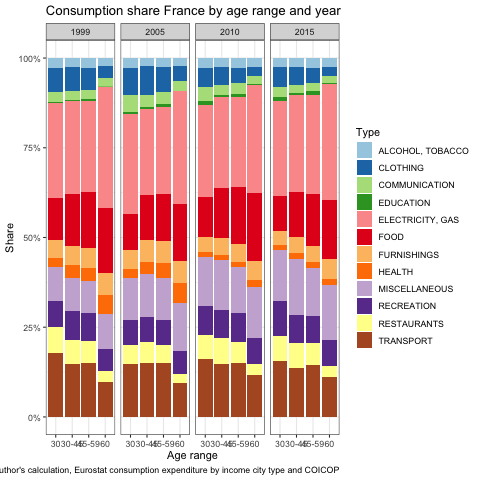 Consumption share France by age range and year
1999 2005 2010 2015
100%
75%
50%
25%
0%
Share
Age range
Type
ALCOHOL, TOBACCO
CLOTHING
COMMUNICATION
EDUCATION
ELECTRICITY, GAS
FOOD
FURNISHINGS
HEALTH
MISCELLANEOUS
RECREATION
RESTAURANTS
TRANSPORT
uthor's calculation, Eurostat consumption expenditure by income city type and COICOP